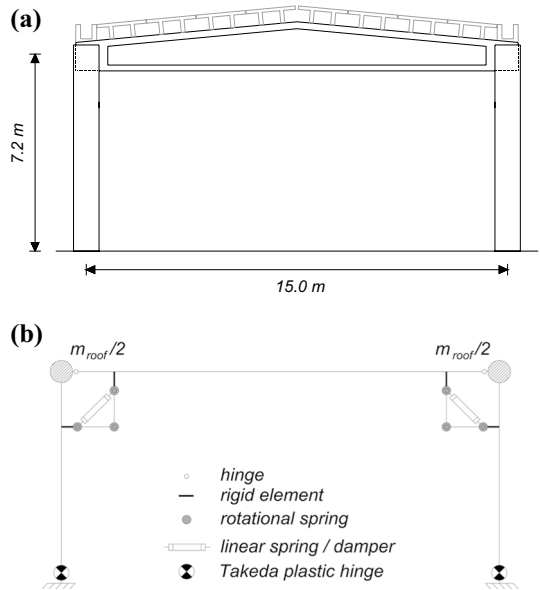 (a)
7.2 m
15.0 m
(b)
m_roof/2 m_roof/2
hinge
rigid element
rotational spring
linear spring / damper
Takeda plastic hinge